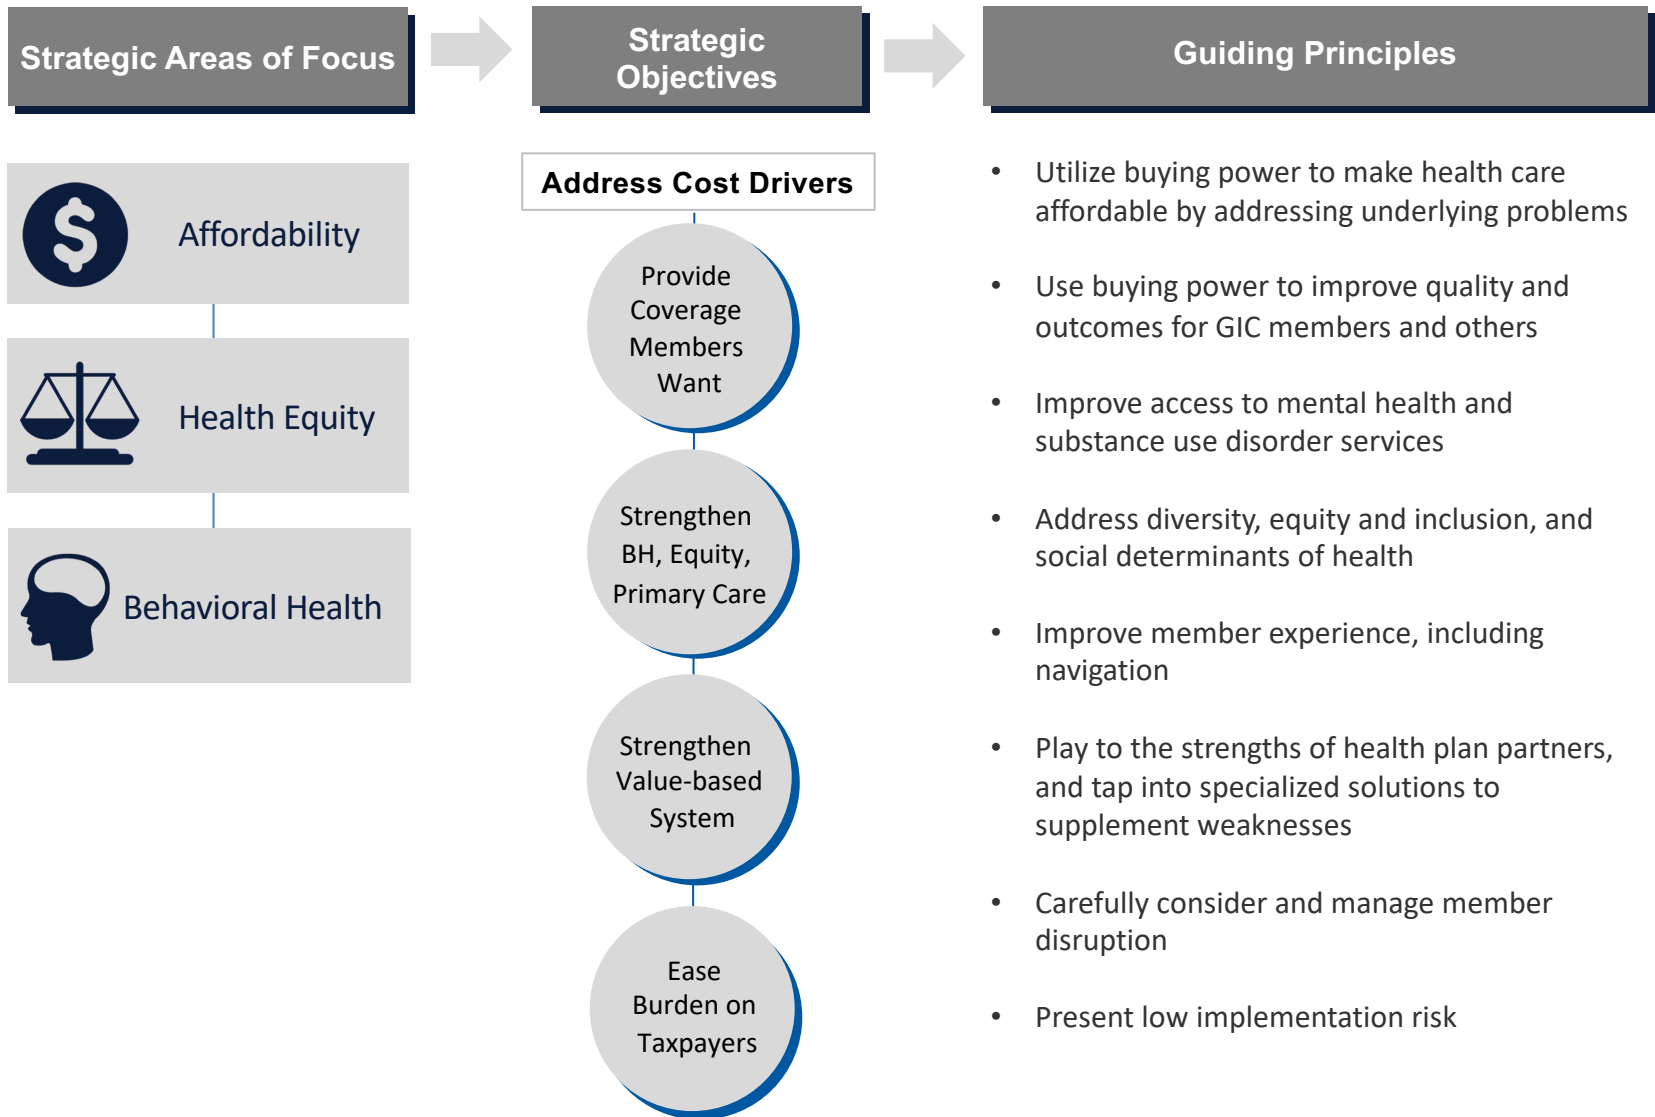 Strategic Areas of Focus
Strategic
Objectives
Guiding Principles
$
Affordability
Health Equity
Behavioral Health
Address Cost Drivers
Provide
Coverage
Members
Want
Strengthen
BH, Equity,
Primary Care
Strengthen
Value-based
System
Ease
Burden on
Taxpayers
• Utilize buying power to make health care
affordable by addressing underlying problems
• Use buying power to improve quality and
outcomes for GIC members and others
• Improve access to mental health and
substance use disorder services
• Address diversity, equity and inclusion, and
social determinants of health
• Improve member experience, including
navigation
• Play to the strengths of health plan partners,
and tap into specialized solutions to
supplement weaknesses
• Carefully consider and manage member
disruption
• Present low implementation risk